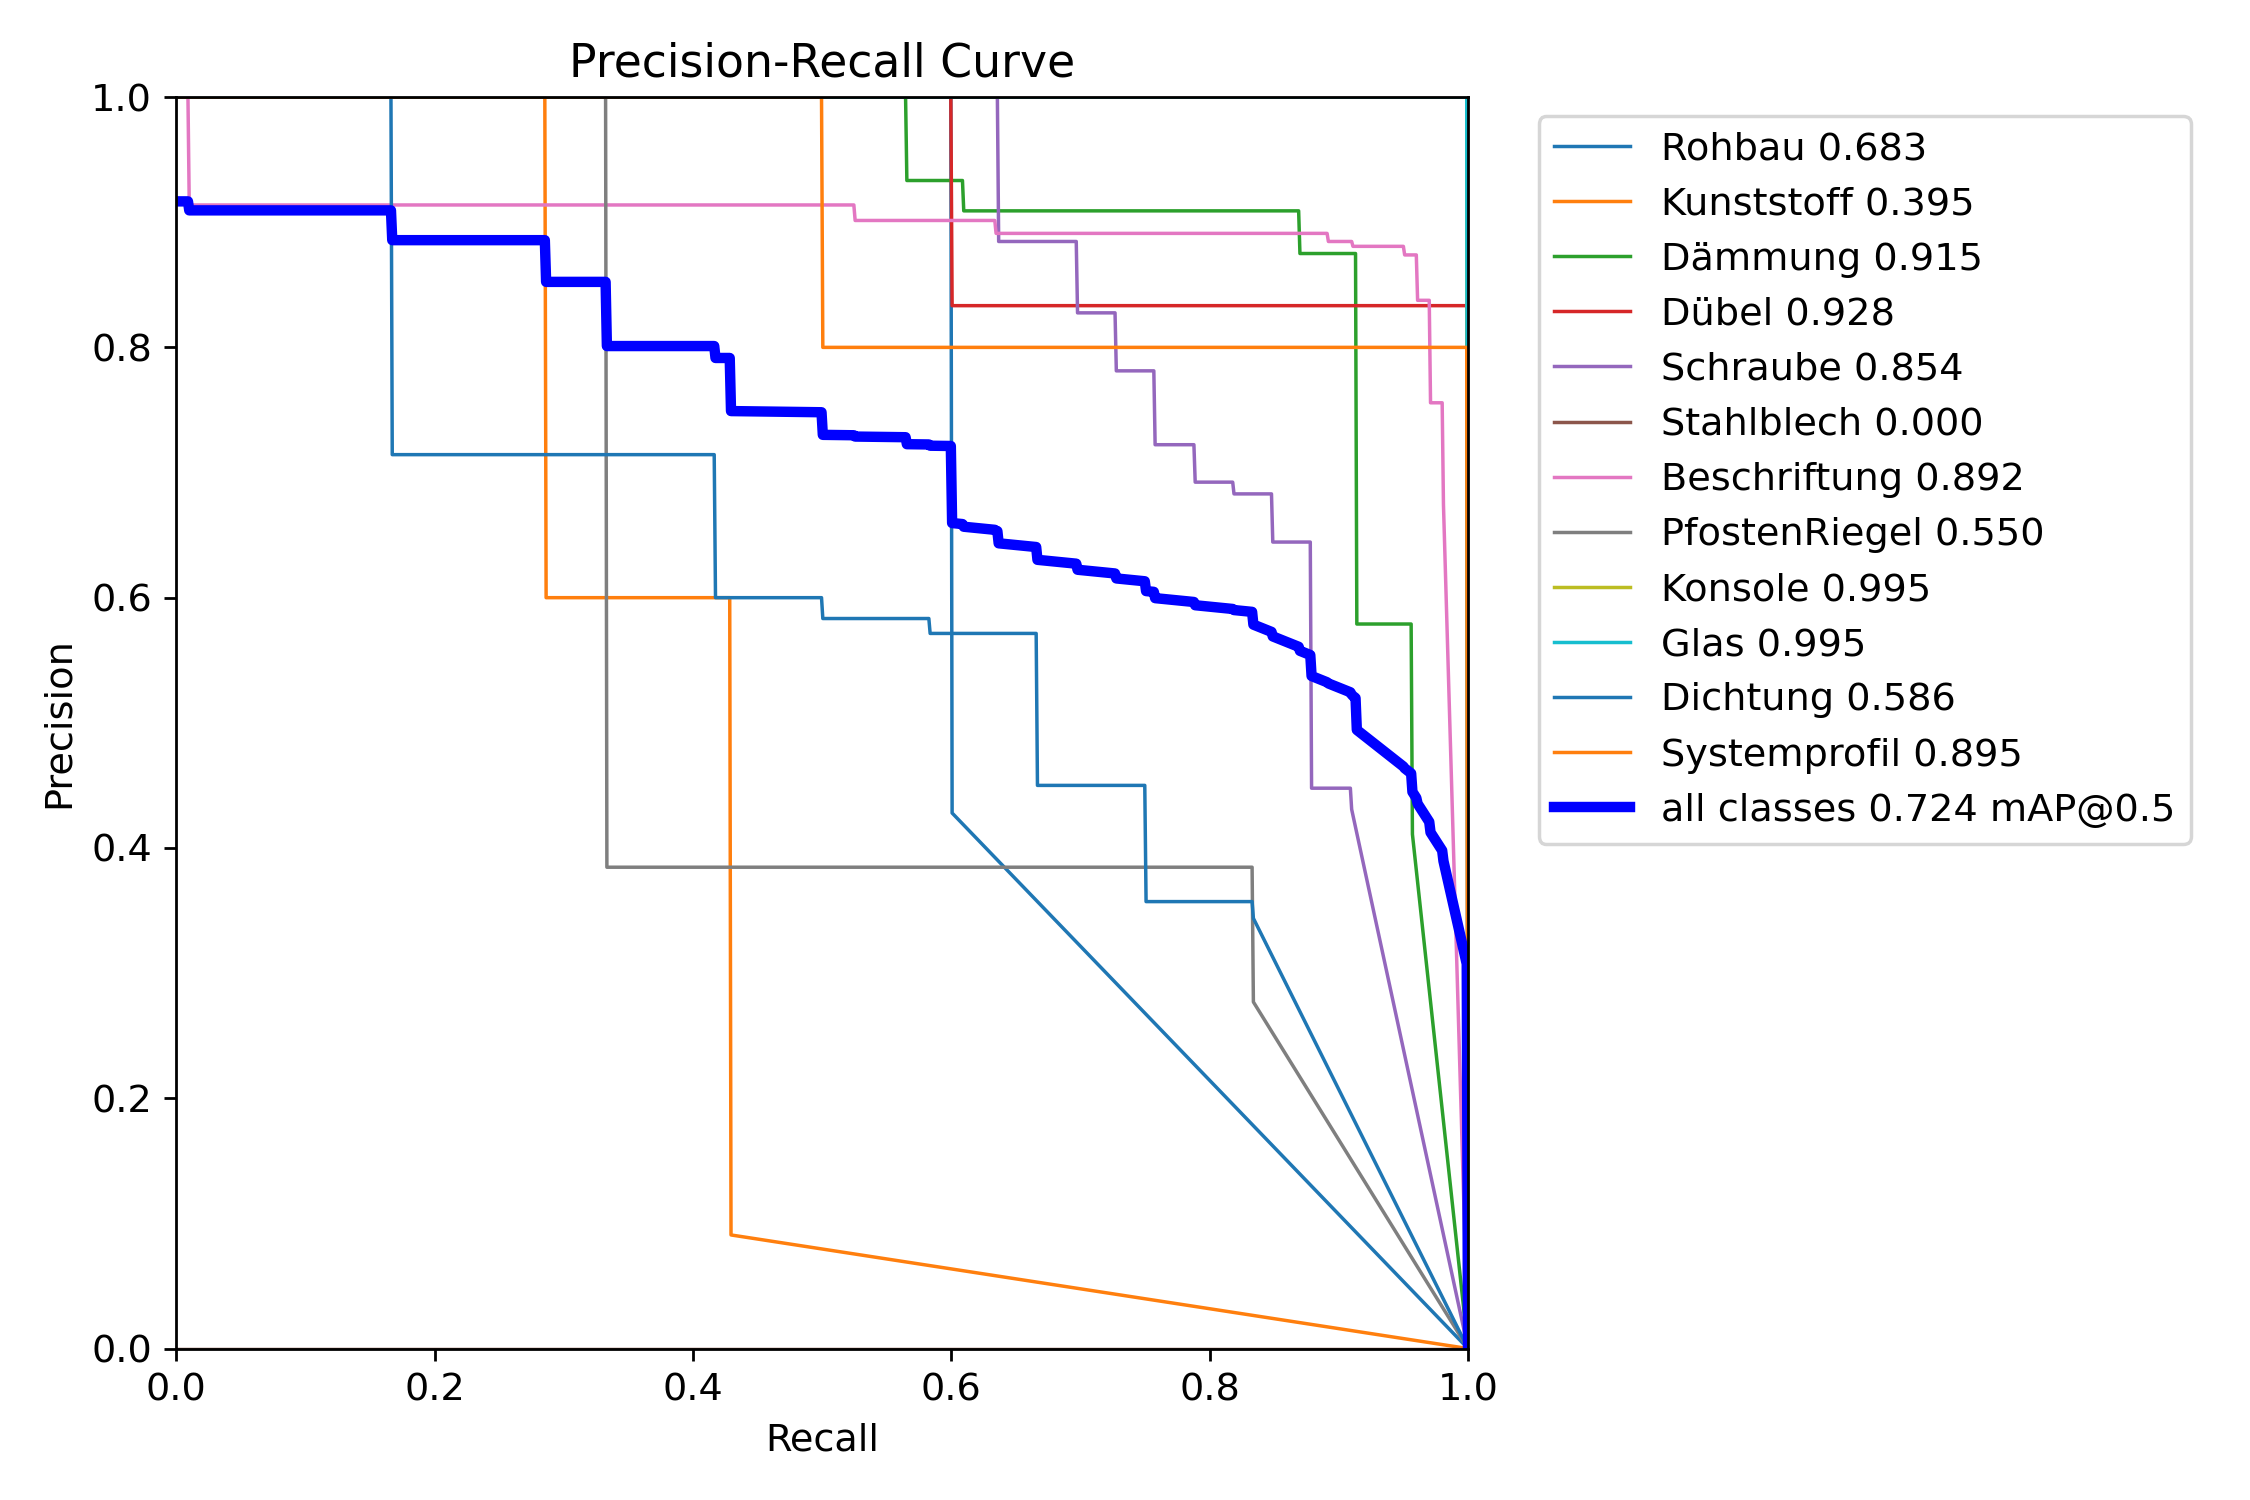 Precision-Recall Curve
1.0
0.8
0.6
0.4
0.2
0.0
Precision
0.0 0.2 0.4 0.6 0.8 1.0
Recall
Rohbau 0.683
Kunststoff 0.395
Dämmung 0.915
Dübel 0.928
Schraube 0.854
Stahlblech 0.000
Beschriftung 0.892
PfostenRiegel 0.550
Konsole 0.995
Glas 0.995
Dichtung 0.586
Systemprofil 0.895
all classes 0.724 mAP@0.5